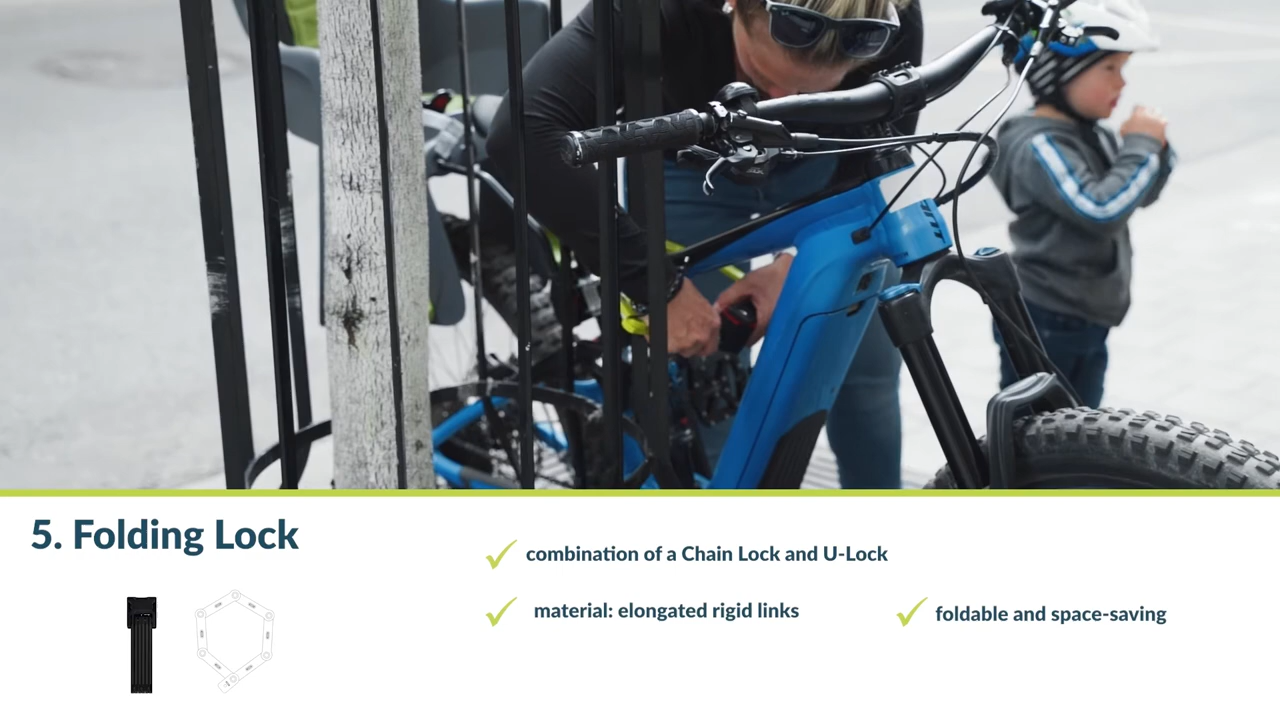 5. Folding Lock
combination of a Chain Lock and U-Lock
material: elongated rigid links
foldable and space-saving